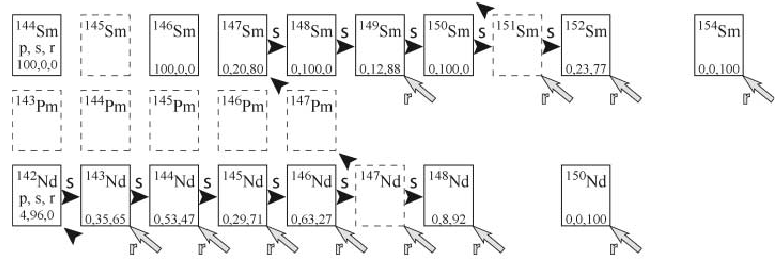 ¹⁴⁴Sm ¹⁴⁵Sm ¹⁴⁶Sm ¹⁴⁷Sm s ¹⁴⁸Sm s ¹⁴⁹Sm s ¹⁵⁰Sm s ¹⁵¹Sm s ¹⁵²Sm ¹⁵⁴Sm
p, s, r
100,0,0 100,0,0 0,20,80 0,100,0 0,12,88 0,100,0 0,23,77 0,0,100
r r r r
¹⁴³Pm ¹⁴⁴Pm ¹⁴⁵Pm ¹⁴⁶Pm ¹⁴⁷Pm
¹⁴²Nd s ¹⁴³Nd s ¹⁴⁴Nd s ¹⁴⁵Nd s ¹⁴⁶Nd s ¹⁴⁷Nd s ¹⁴⁸Nd ¹⁵⁰Nd
p, s, r
4,96,0 0,35,65 0,53,47 0,29,71 0,63,27 0,8,92 0,0,100
r r r r r r r